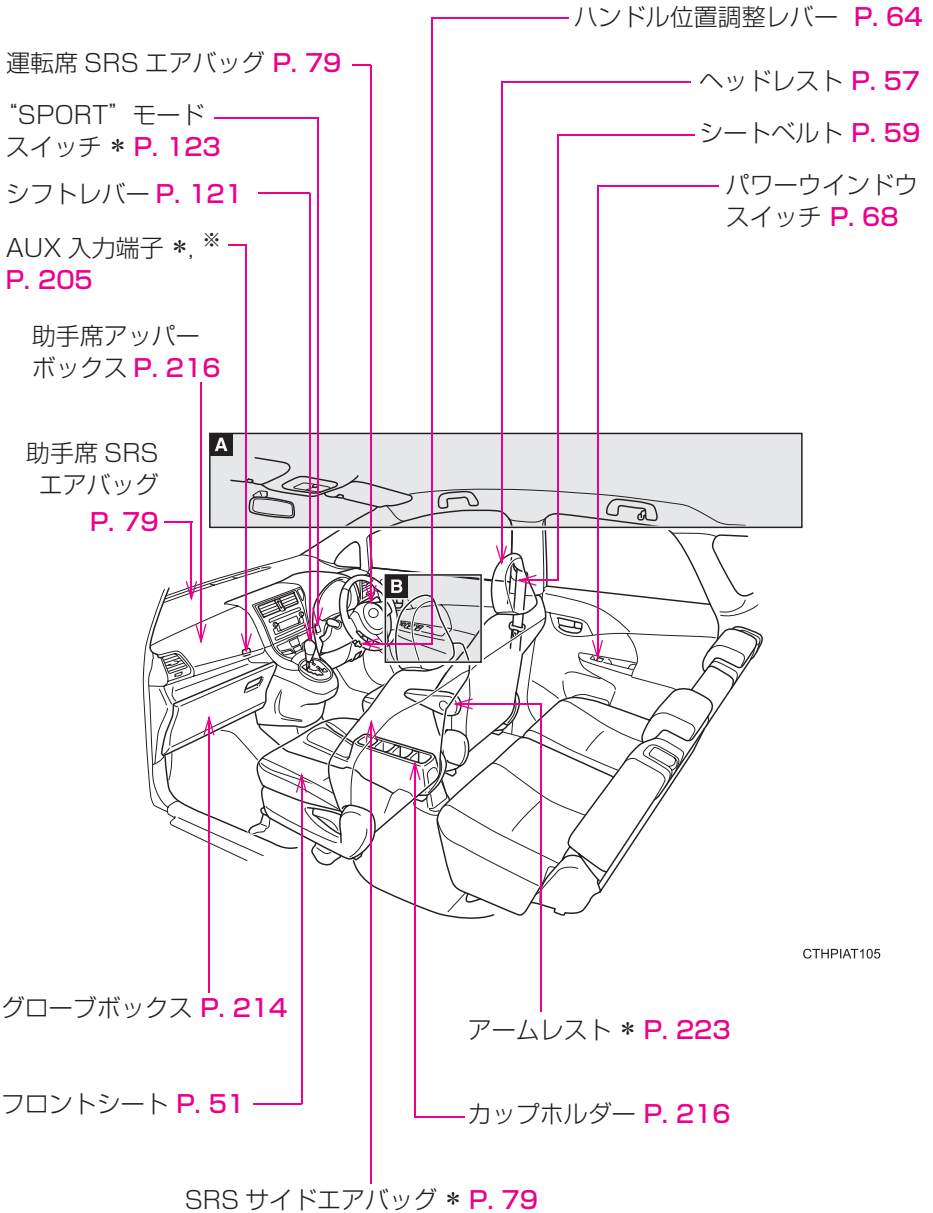 ハンドル位置調整レバー P. 64
運転席 SRS エアバッグ P. 79
ヘッドレスト P. 57
“SPORT”モード
スイッチ * P. 123
シートベルト P. 59
シフトレバー P. 121
パワーウインドウ
スイッチ P. 68
AUX 入力端子 *, ※
P. 205
助手席アッパー
ボックス P. 216
助手席 SRS
エアバッグ
P. 79
A
B
CTHPIAT105
グローブボックス P. 214
アームレスト * P. 223
フロントシート P. 51
カップホルダー P. 216
SRS サイドエアバッグ * P. 79